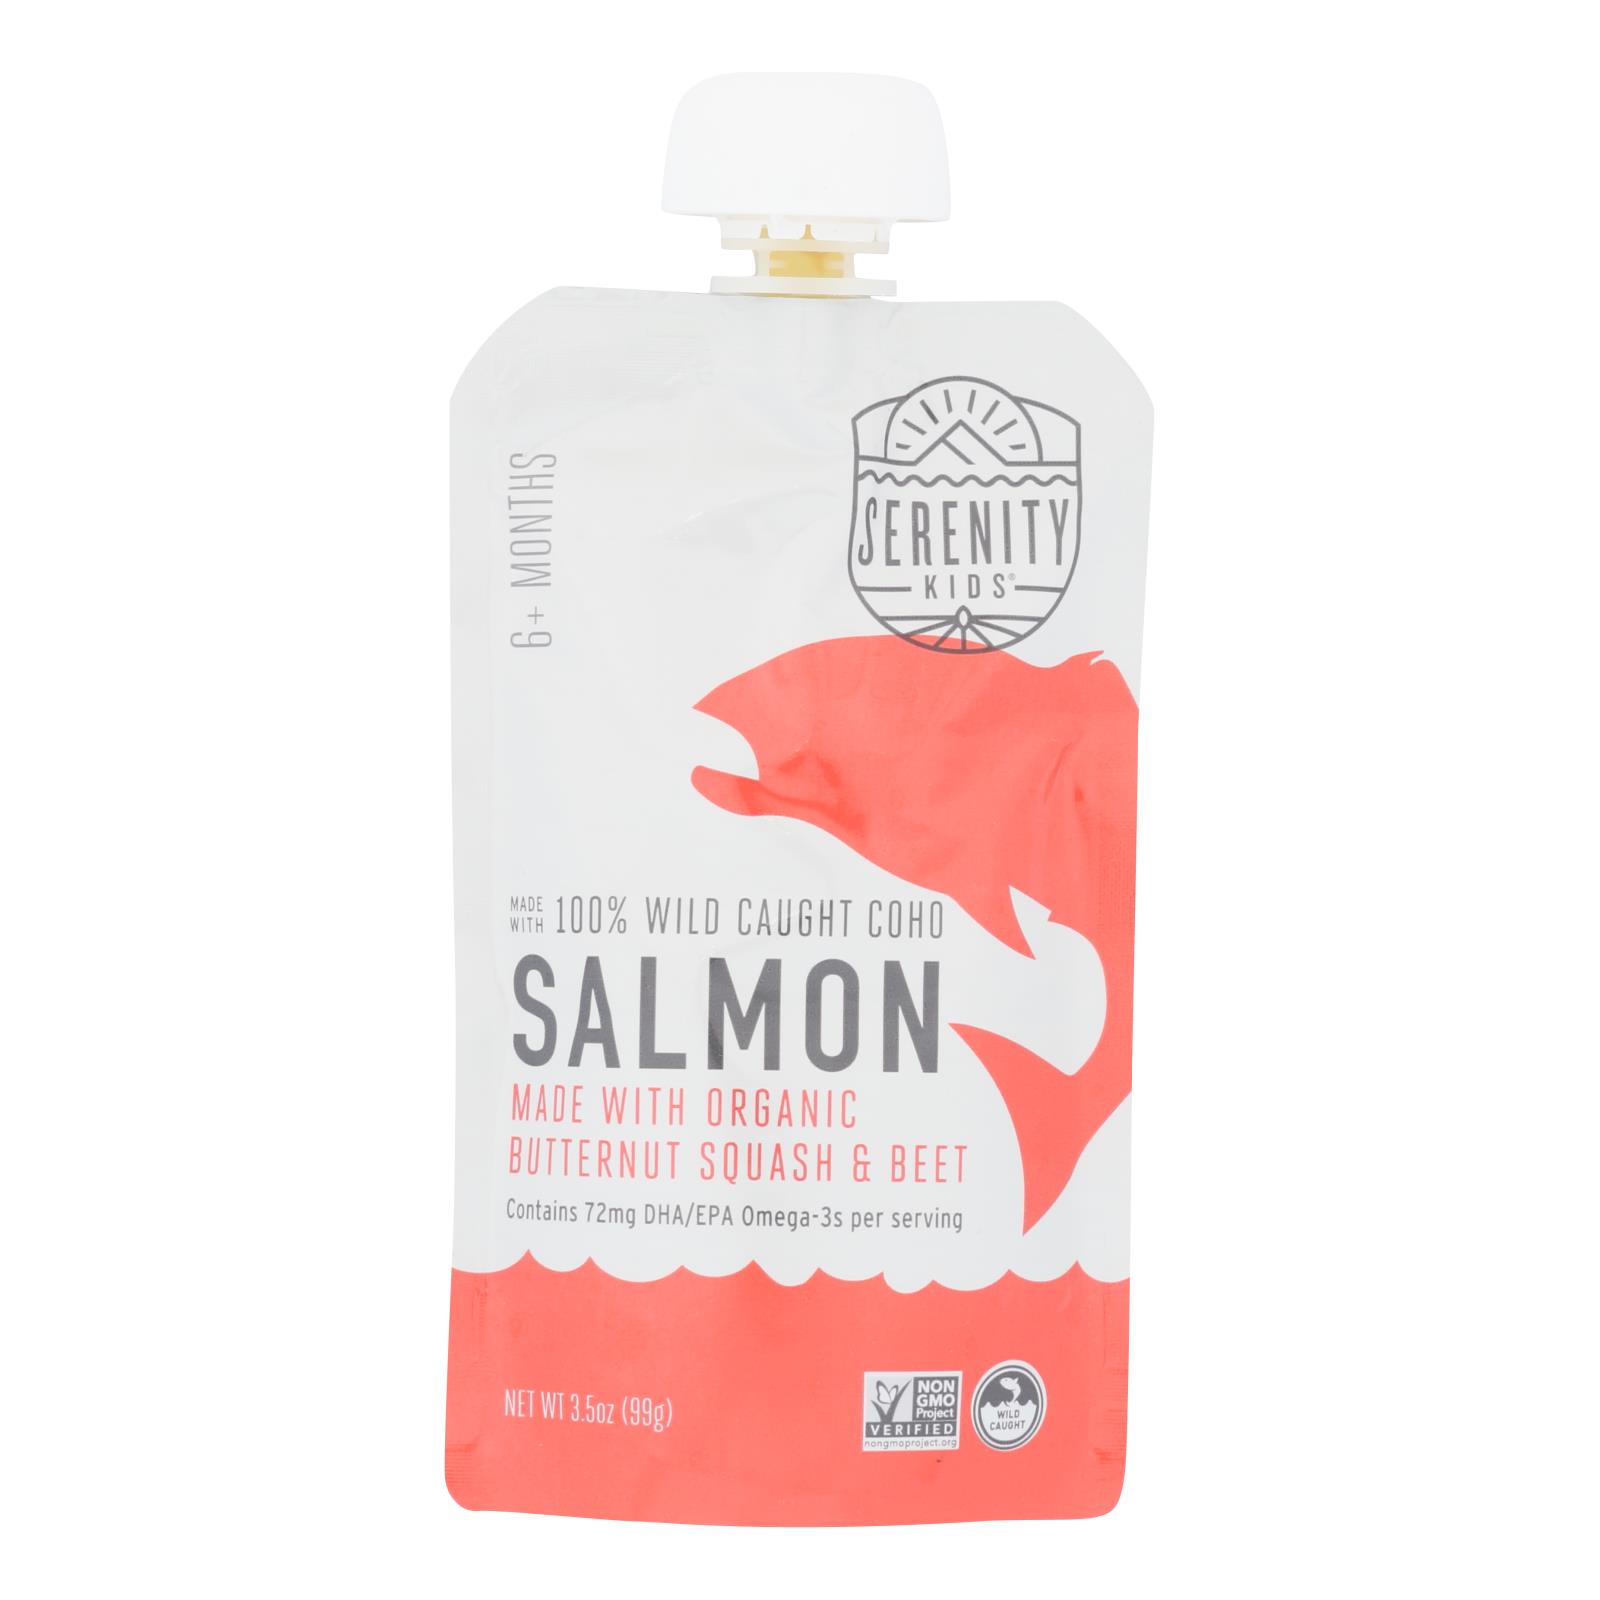 SERENITY
KIDS®
6+ MONTHS
MADE
WITH
100% WILD CAUGHT COHO
SALMON
MADE WITH ORGANIC
BUTTERNUT SQUASH & BEET
Contains 72mg DHA/EPA Omega-3s per serving
NET WT 3.5oz (99g)
NON
GMO
Project
VERIFIED
nongmoproject.org
WILD
CAUGHT